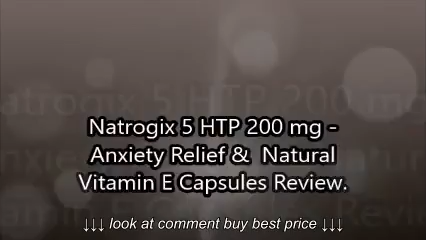 Natrogix 5 HTP 200 mg -
Anxiety Relief & Natural
Vitamin E Capsules Review.
↓↓↓ look at comment buy best price ↓↓↓